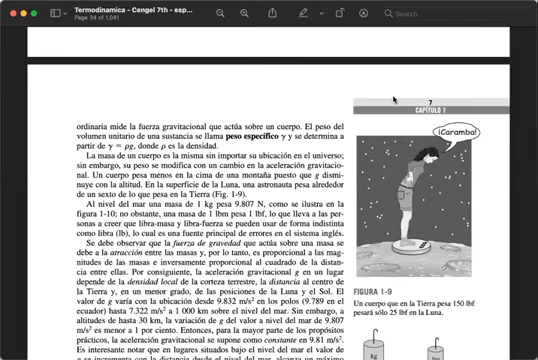 Termodinamica - Cengel 7th - esp...
Page 34 of 1,041
Search
7
CAPÍTULO 1
ordinaria mide la fuerza gravitacional que actúa sobre un cuerpo. El peso del
volumen unitario de una sustancia se llama peso específico γ y se determina a
partir de γ = ρg, donde ρ es la densidad.
La masa de un cuerpo es la misma sin importar su ubicación en el universo;
sin embargo, su peso se modifica con un cambio en la aceleración gravitacio-
nal. Un cuerpo pesa menos en la cima de una montaña puesto que g dismi-
nuye con la altitud. En la superficie de la Luna, una astronauta pesa alrededor
de un sexto de lo que pesa en la Tierra (Fig. 1-9).
Al nivel del mar una masa de 1 kg pesa 9.807 N, como se ilustra en la
figura 1-10; no obstante, una masa de 1 lbm pesa 1 lbf, lo que lleva a las per-
sonas a creer que libra-masa y libra-fuerza se pueden usar de forma indistinta
como libra (lb), lo cual es una fuente principal de errores en el sistema inglés.
Se debe observar que la fuerza de gravedad que actúa sobre una masa se
debe a la atracción entre las masas y, por lo tanto, es proporcional a las mag-
nitudes de las masas e inversamente proporcional al cuadrado de la distan-
cia entre ellas. Por consiguiente, la aceleración gravitacional g en un lugar
depende de la densidad local de la corteza terrestre, la distancia al centro de
la Tierra y, en un menor grado, de las posiciones de la Luna y el Sol. El
valor de g varía con la ubicación desde 9.832 m/s² en los polos (9.789 en el
ecuador) hasta 7.322 m/s² a 1 000 km sobre el nivel del mar. Sin embargo, a
altitudes de hasta 30 km, la variación de g del valor a nivel del mar de 9.807
m/s² es menor a 1 por ciento. Entonces, para la mayor parte de los propósitos
prácticos, la aceleración gravitacional se supone como constante en 9.81 m/s².
Es interesante notar que en lugares situados bajo el nivel del mar el valor de
¡Caramba!
FIGURA 1-9
Un cuerpo que en la Tierra pesa 150 lbf
pesará sólo 25 lbf en la Luna.
kg